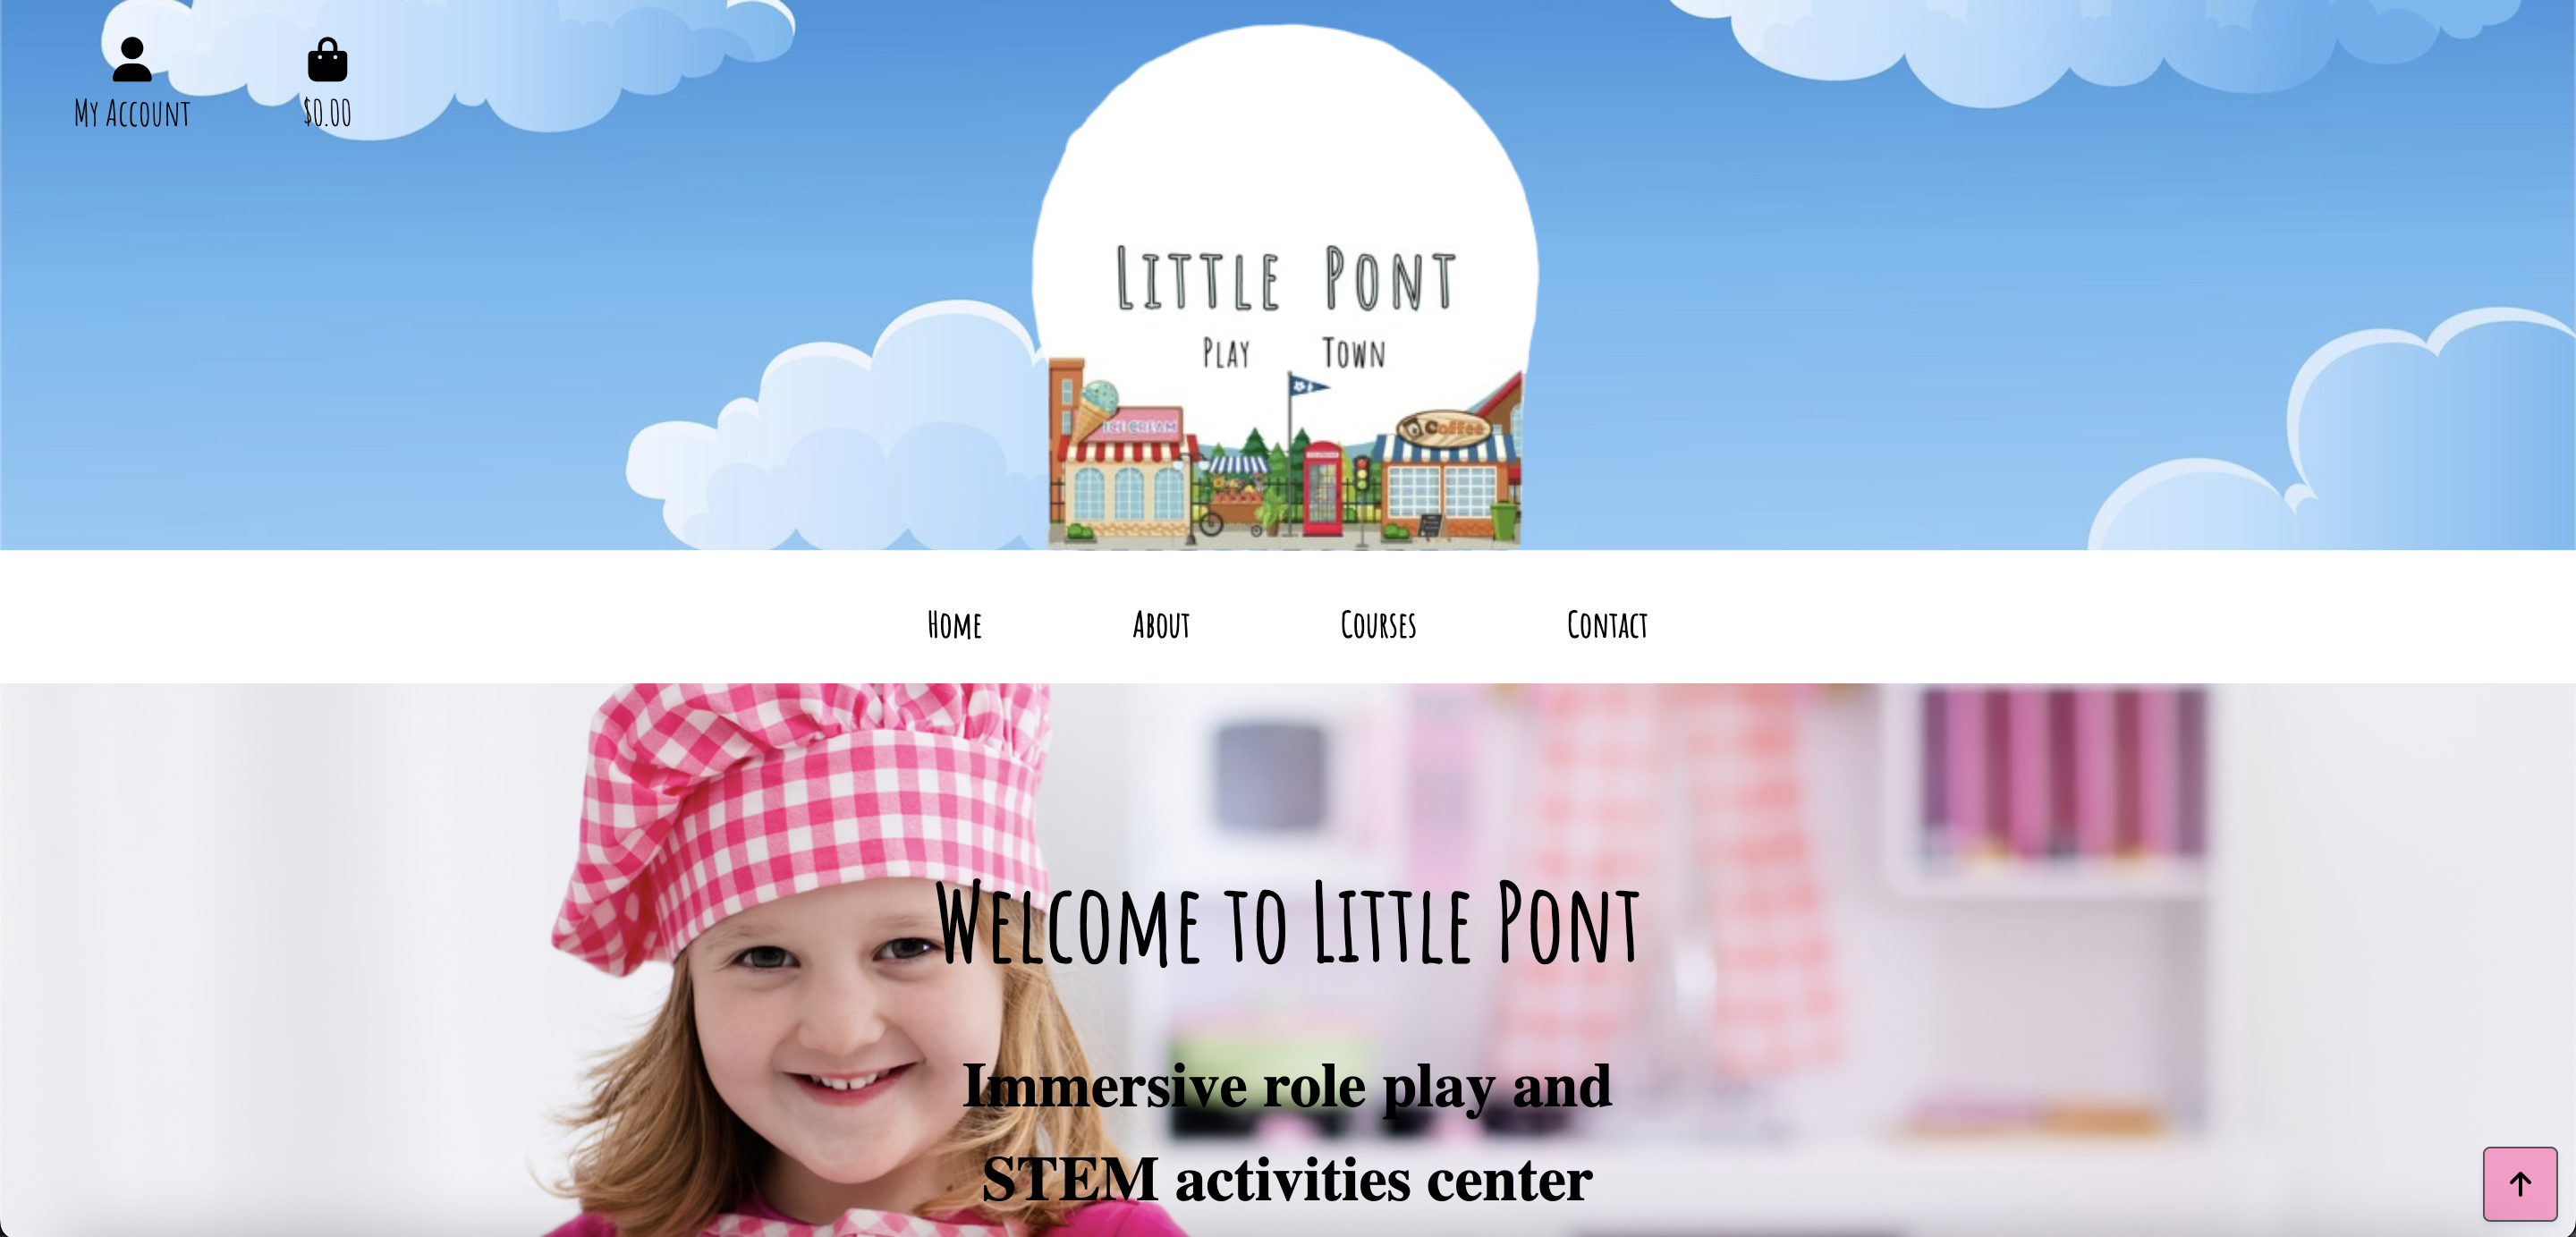 My Account
$0.00
Little Pont
Play Town
ICE CREAM
Coffee
Home
About
Courses
Contact
Welcome to Little Pont
Immersive role play and
STEM activities center